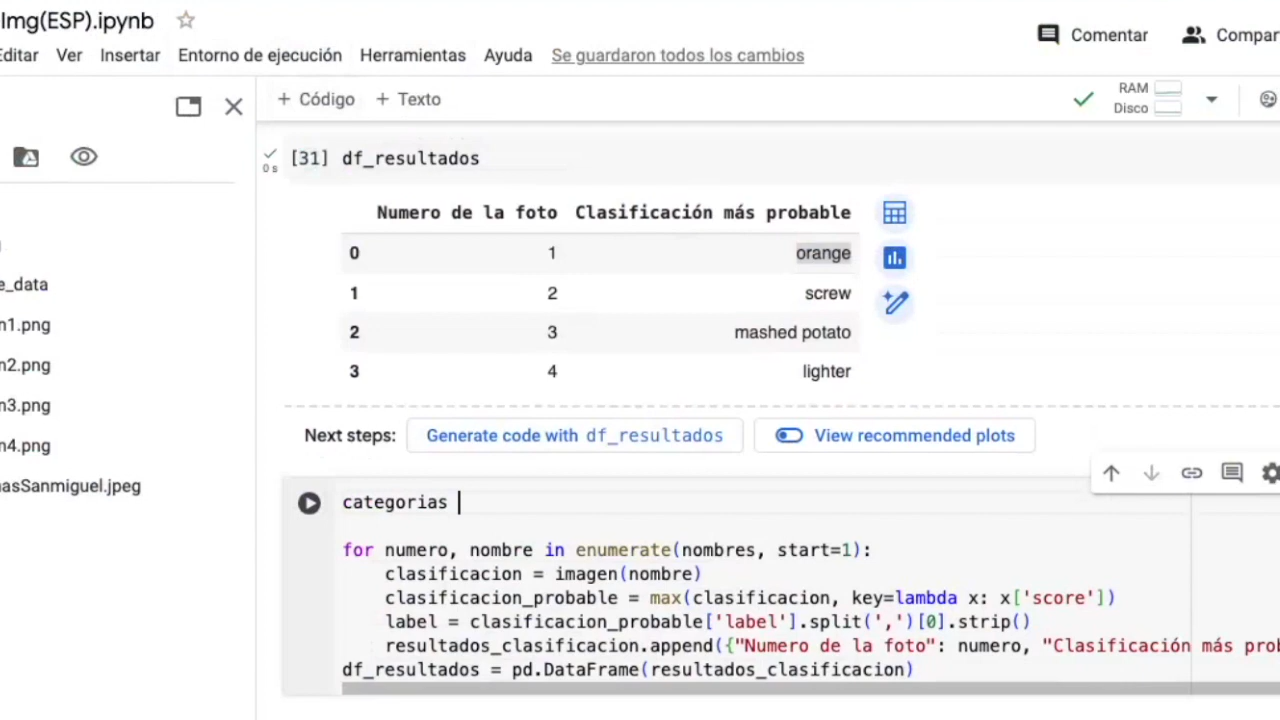 Img(ESP).ipynb
Editar Ver Insertar Entorno de ejecución Herramientas Ayuda Se guardaron todos los cambios
Comentar Compar
+ Código + Texto
RAM
Disco
0 s
[31] df_resultados
Numero de la foto Clasificación más probable
0 1 orange
1 2 screw
2 3 mashed potato
3 4 lighter
e_data
n1.png
n2.png
n3.png
n4.png
nasSanmiguel.jpeg
Next steps: Generate code with df_resultados View recommended plots
categorias
for numero, nombre in enumerate(nombres, start=1):
clasificacion = imagen(nombre)
clasificacion_probable = max(clasificacion, key=lambda x: x['score'])
label = clasificacion_probable['label'].split(',')[0].strip()
resultados_clasificacion.append({"Numero de la foto": numero, "Clasificación más prob
df_resultados = pd.DataFrame(resultados_clasificacion)